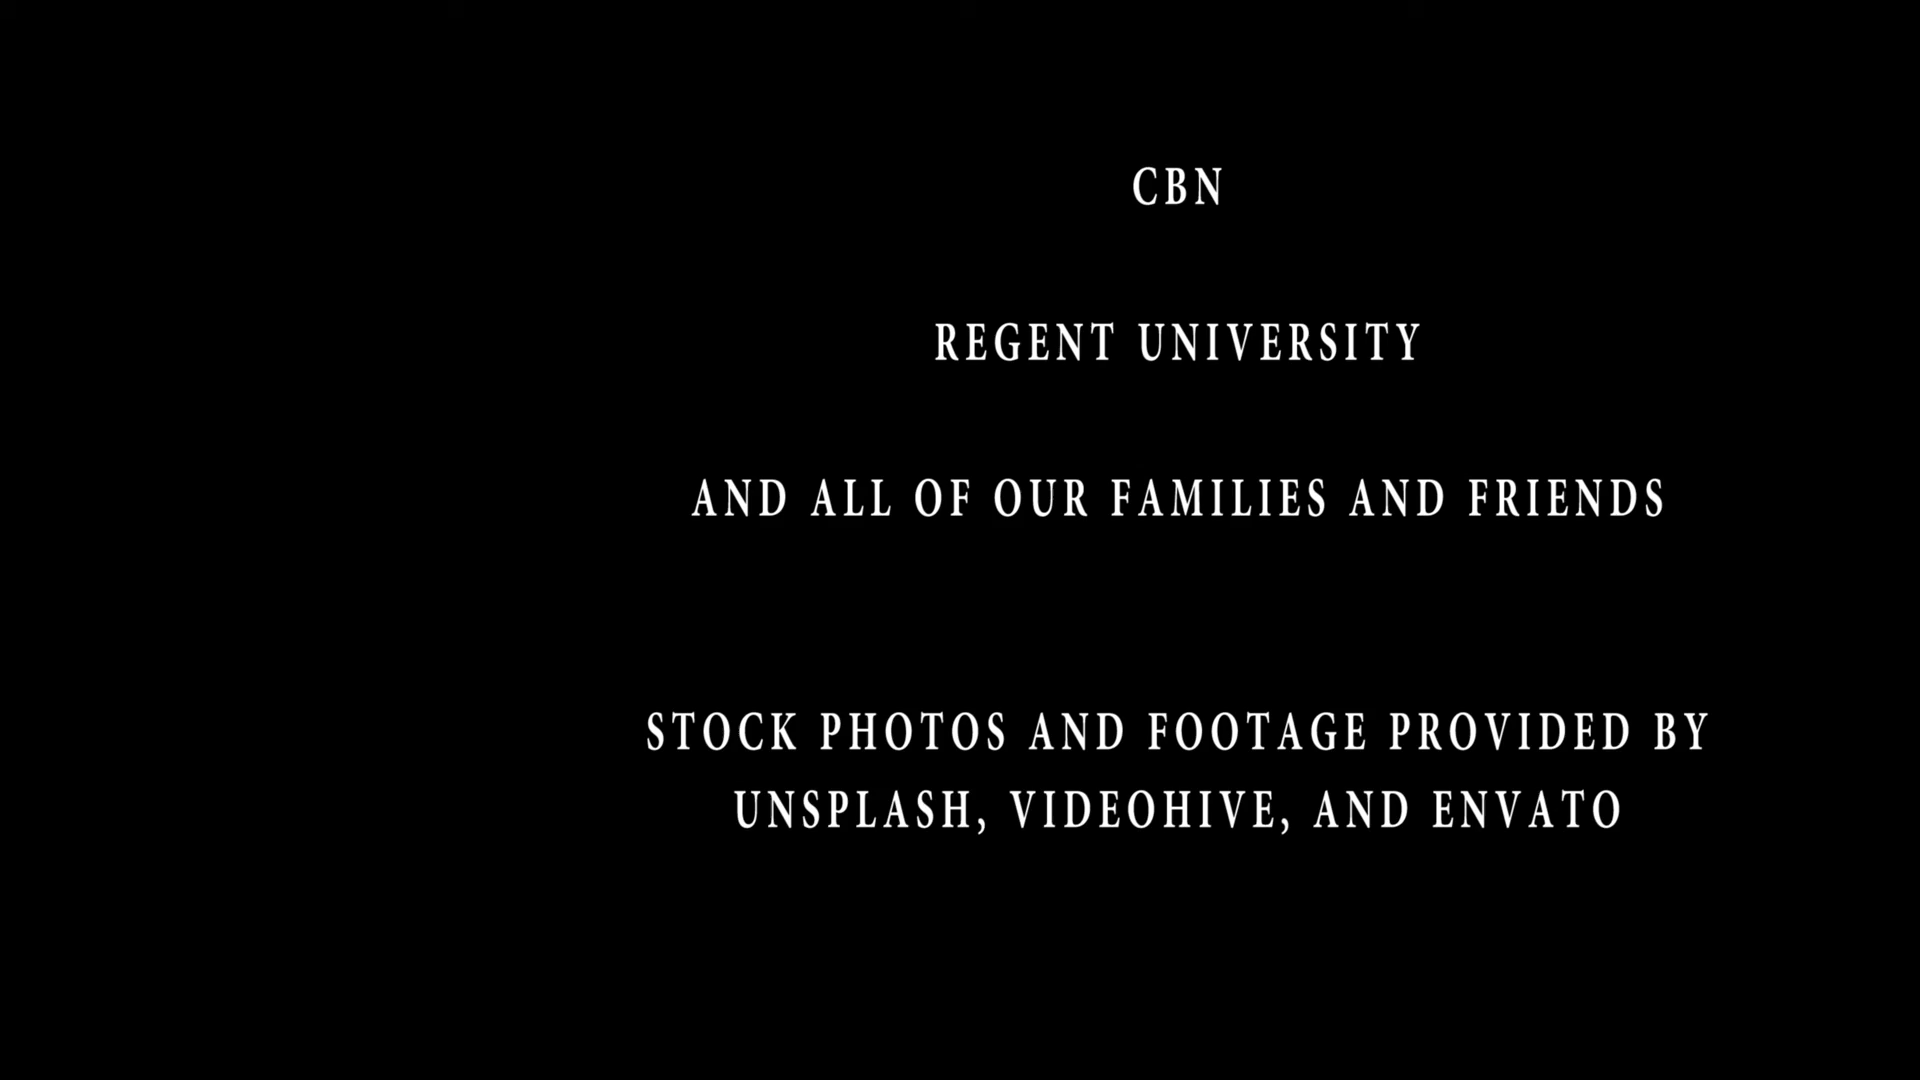 CBN
REGENT UNIVERSITY
AND ALL OF OUR FAMILIES AND FRIENDS
STOCK PHOTOS AND FOOTAGE PROVIDED BY
UNSPLASH, VIDEOHIVE, AND ENVATO